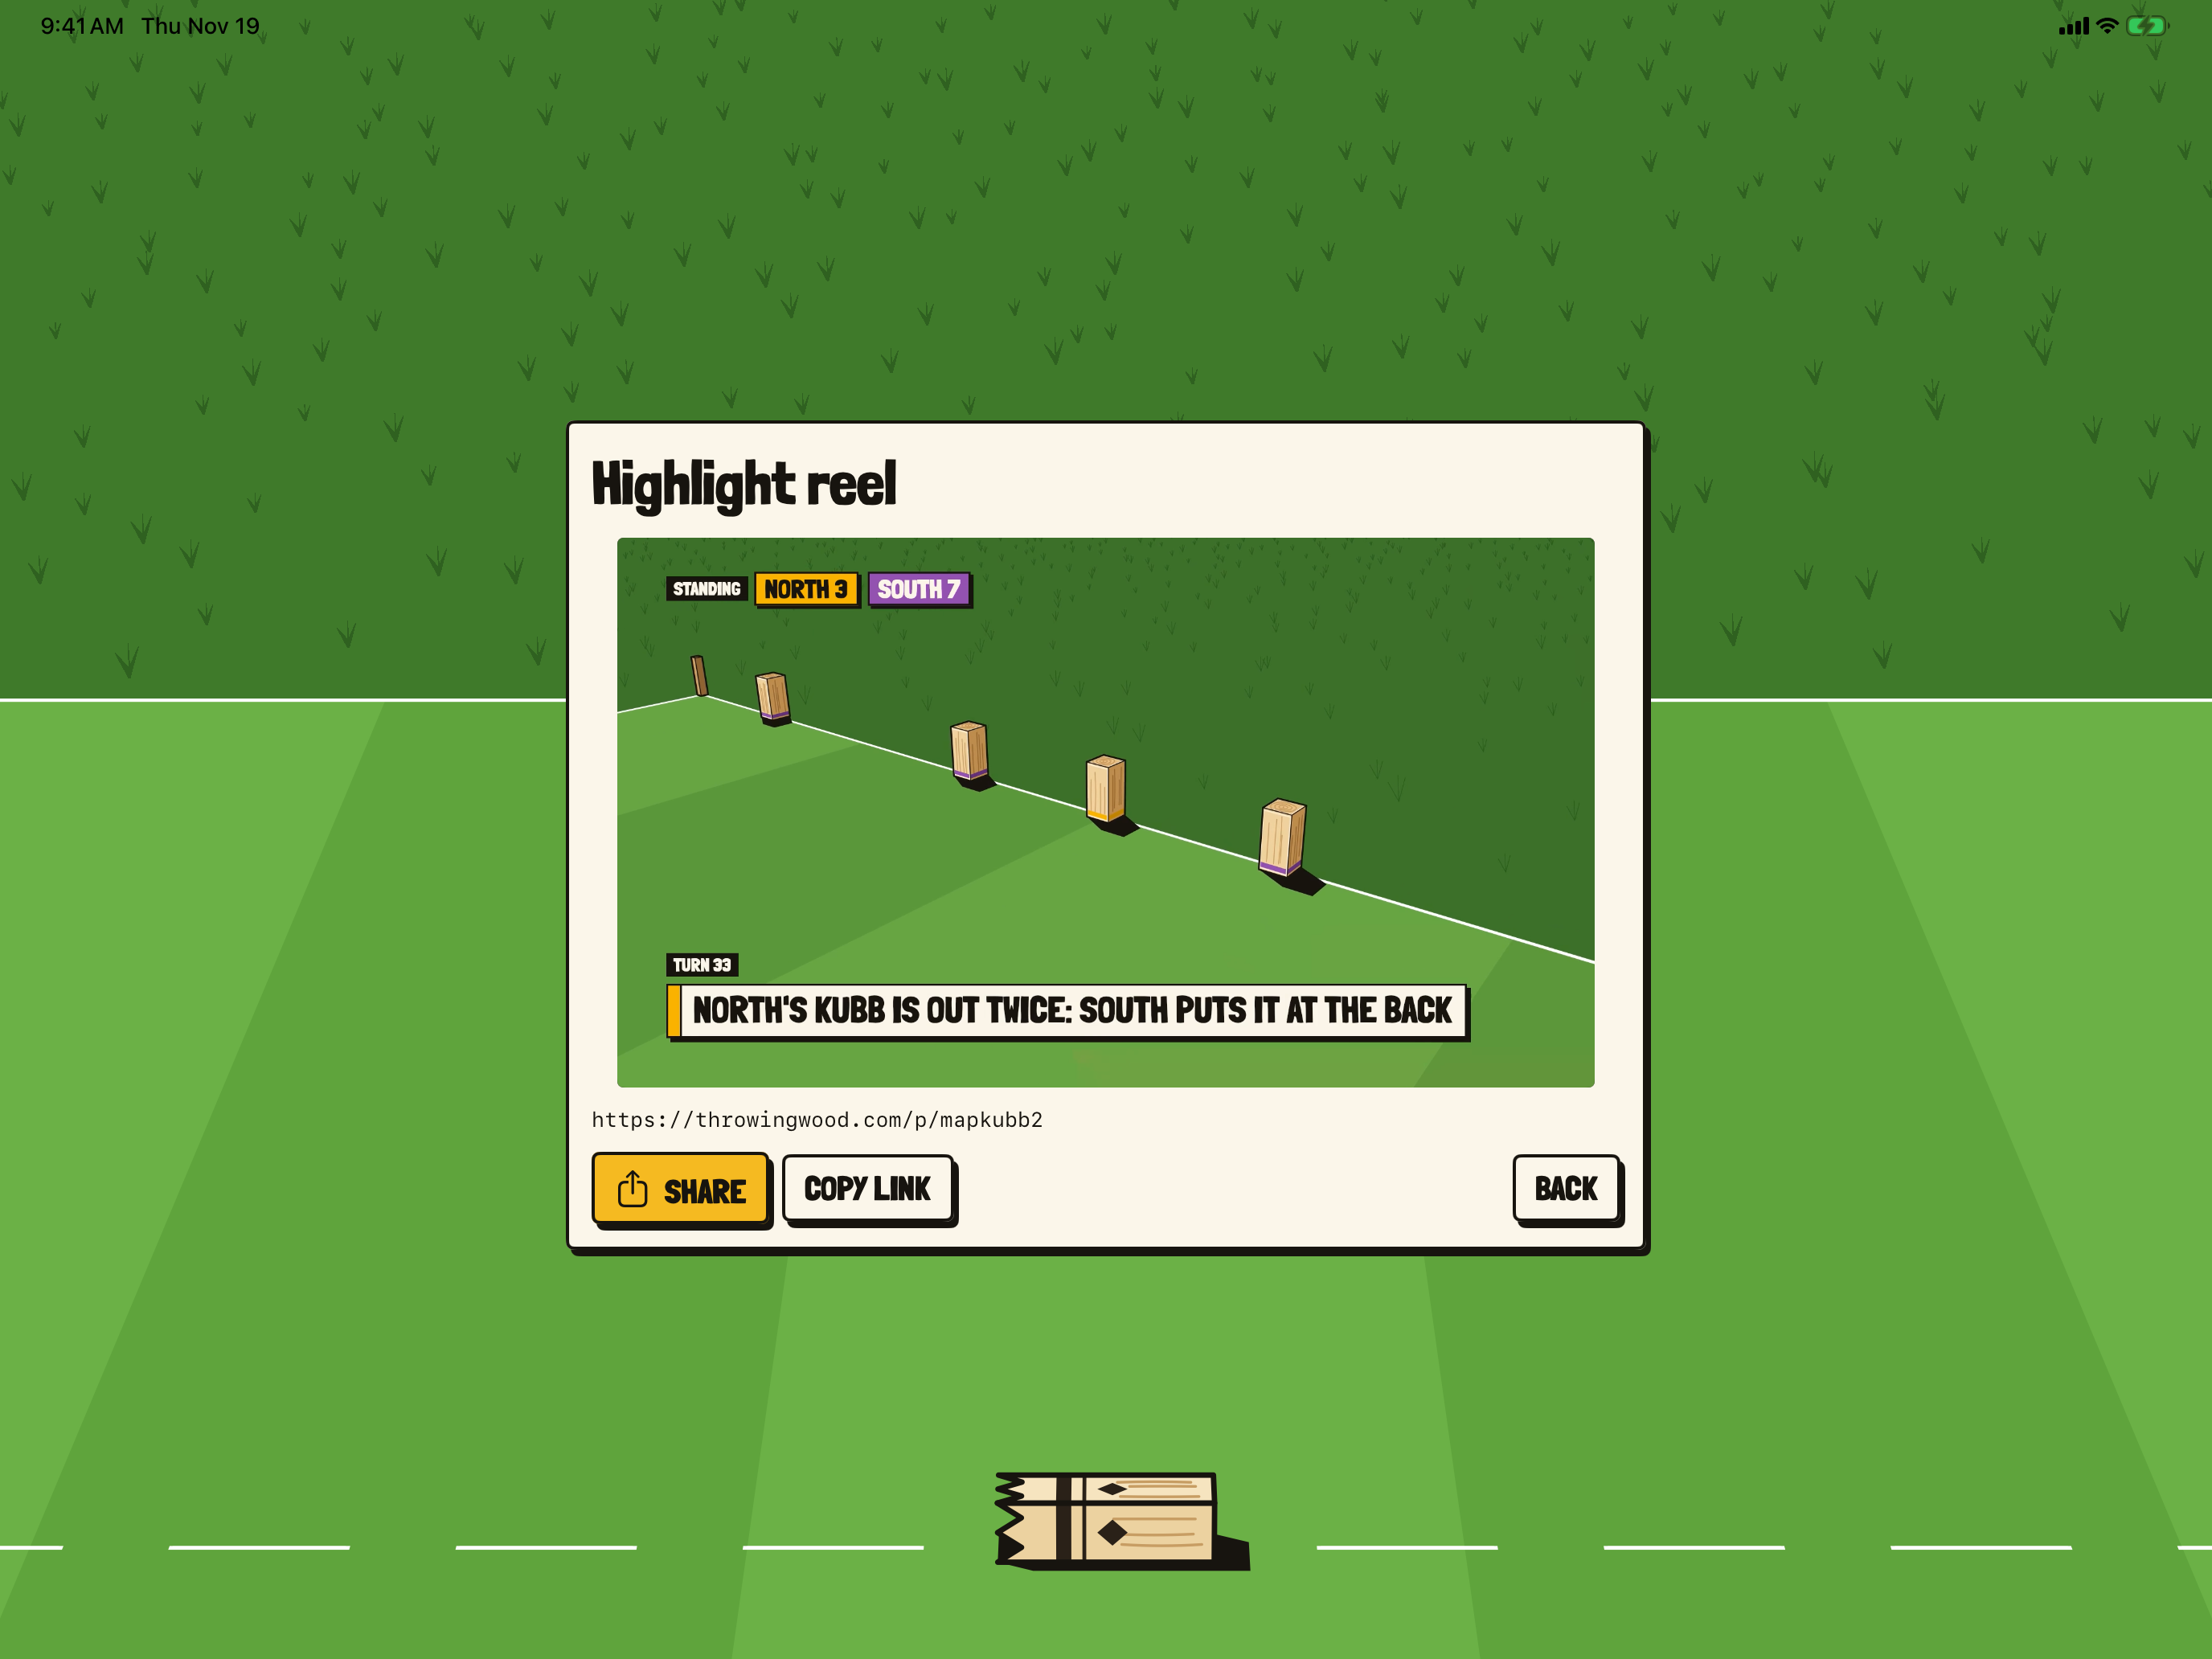 9:41 AM Thu Nov 19
Highlight reel
STANDING NORTH 3 SOUTH 7
TURN 33
NORTH'S KUBB IS OUT TWICE: SOUTH PUTS IT AT THE BACK
https://throwingwood.com/p/mapkubb2
SHARE COPY LINK BACK